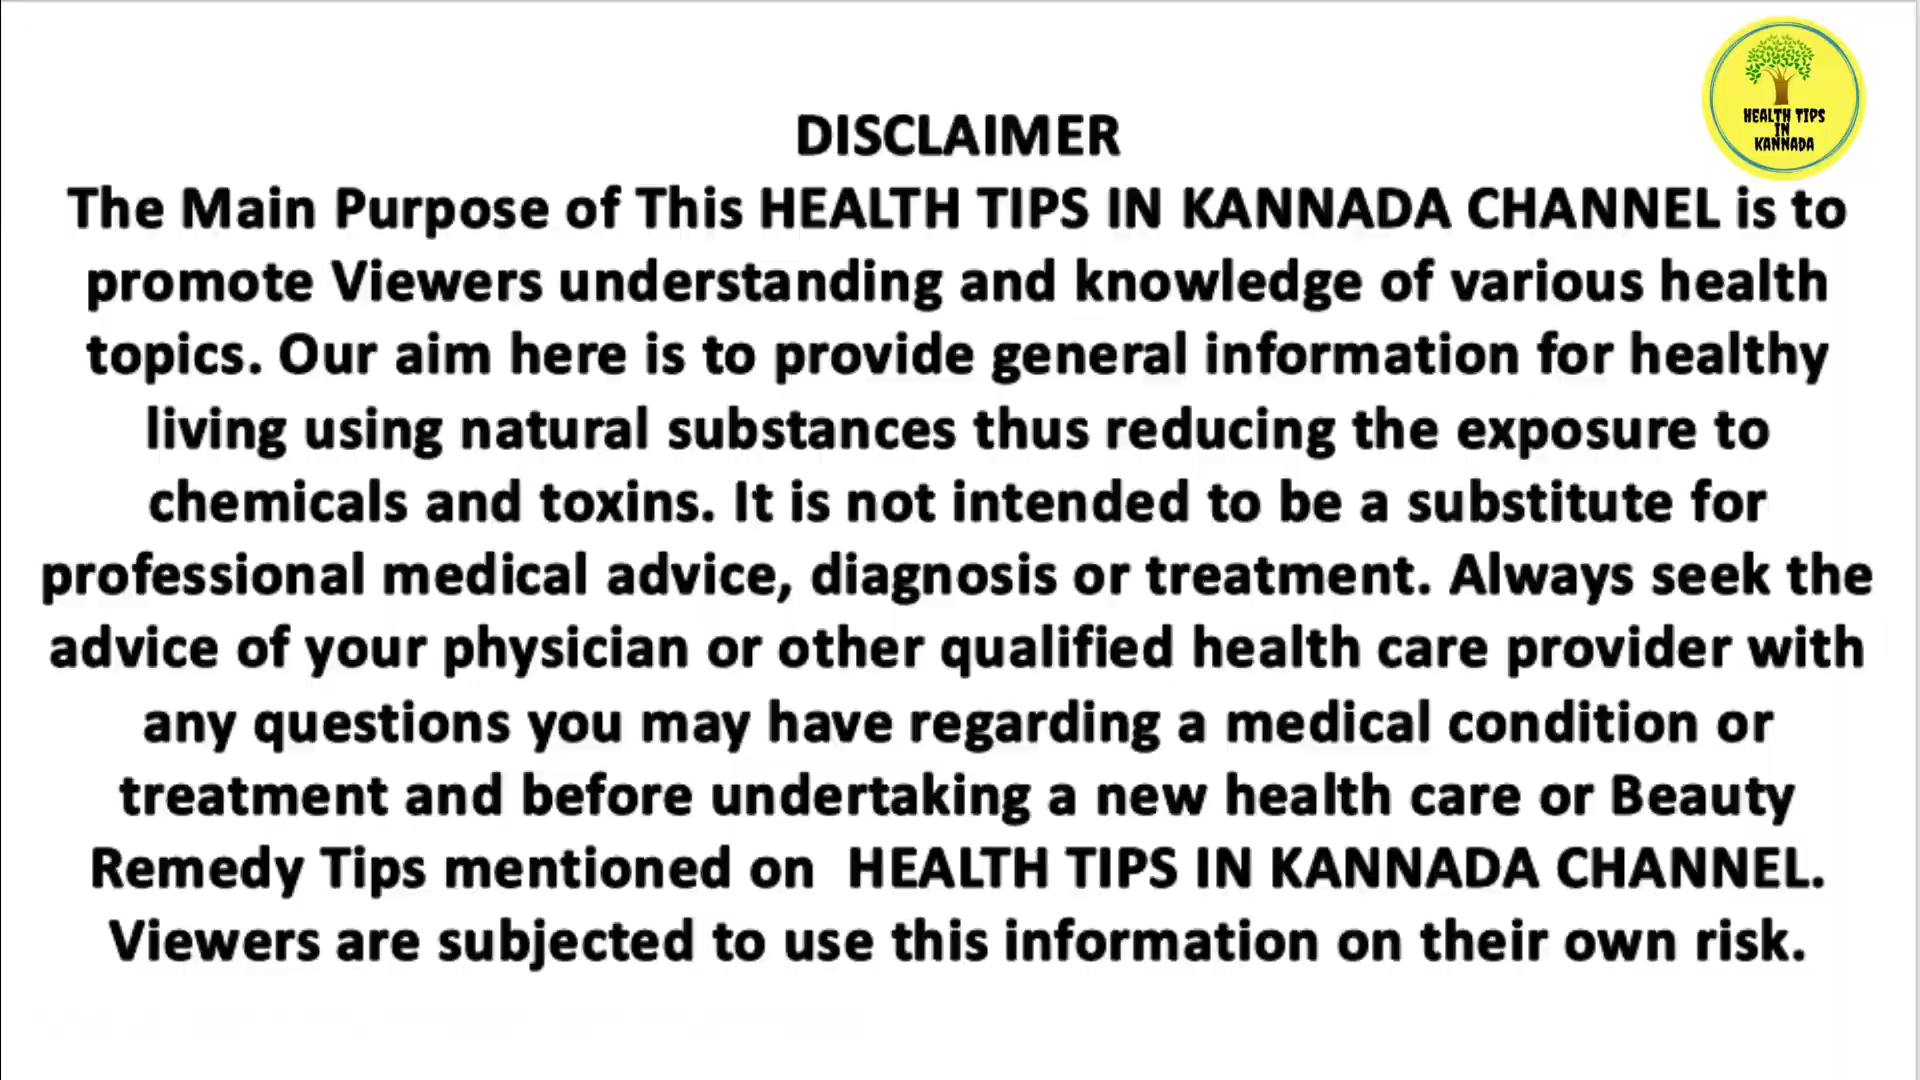 HEALTH TIPS
IN
KANNADA
DISCLAIMER
The Main Purpose of This HEALTH TIPS IN KANNADA CHANNEL is to
promote Viewers understanding and knowledge of various health
topics. Our aim here is to provide general information for healthy
living using natural substances thus reducing the exposure to
chemicals and toxins. It is not intended to be a substitute for
professional medical advice, diagnosis or treatment. Always seek the
advice of your physician or other qualified health care provider with
any questions you may have regarding a medical condition or
treatment and before undertaking a new health care or Beauty
Remedy Tips mentioned on  HEALTH TIPS IN KANNADA CHANNEL.
Viewers are subjected to use this information on their own risk.